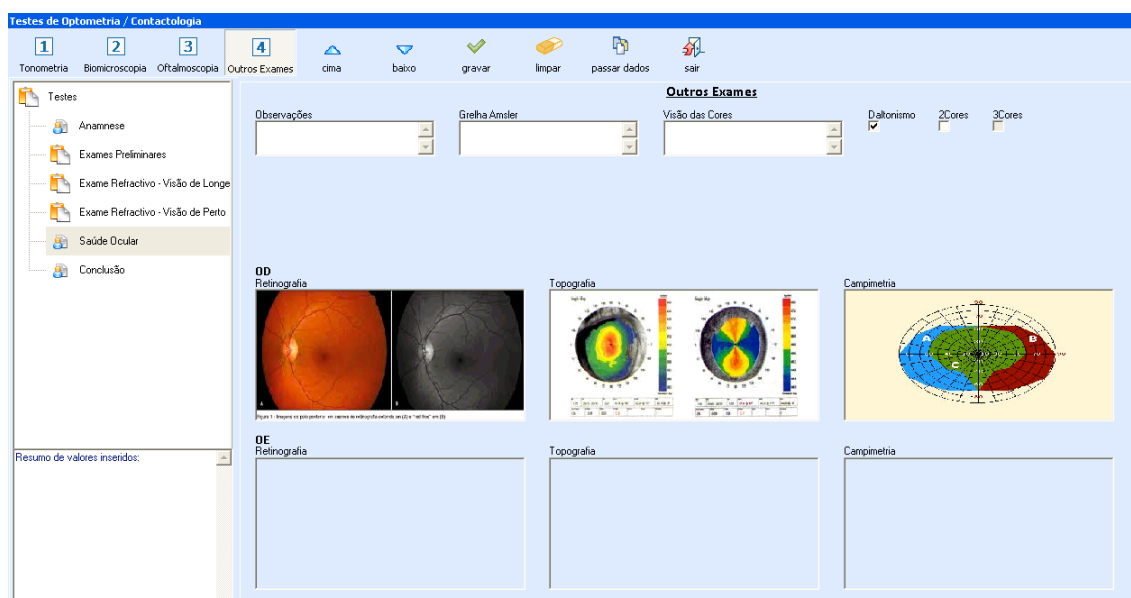 Testes de Optometria / Contactologia
1 2 3 4
Tonometria Biomicroscopia Oftalmoscopia Outros Exames cima baixo gravar limpar passar dados sair
Testes
Anamnese
Exames Preliminares
Exame Refractivo - Visão de Longe
Exame Refractivo - Visão de Perto
Saúde Ocular
Conclusão
Resumo de valores inseridos:
Outros Exames
Observações Grelha Amsler Visão das Cores Daltonismo 2Cores 3Cores
OD
Retinografia Topografia Campimetria
A B
A B
C
OE
Retinografia Topografia Campimetria